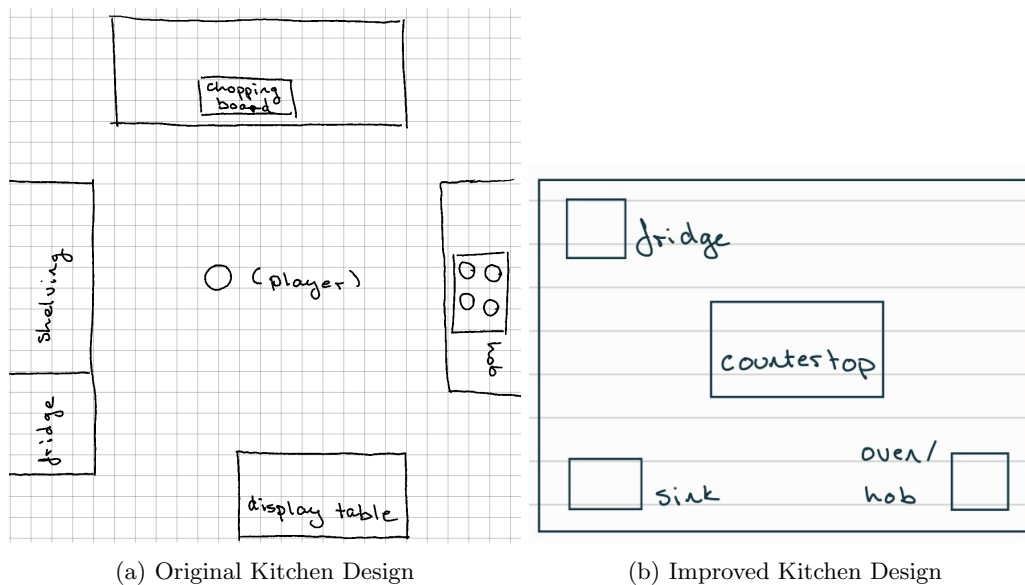 chopping
board
shelving
(player)
hob
fridge
display table
(a) Original Kitchen Design
fridge
countertop
oven/
hob
sink
(b) Improved Kitchen Design